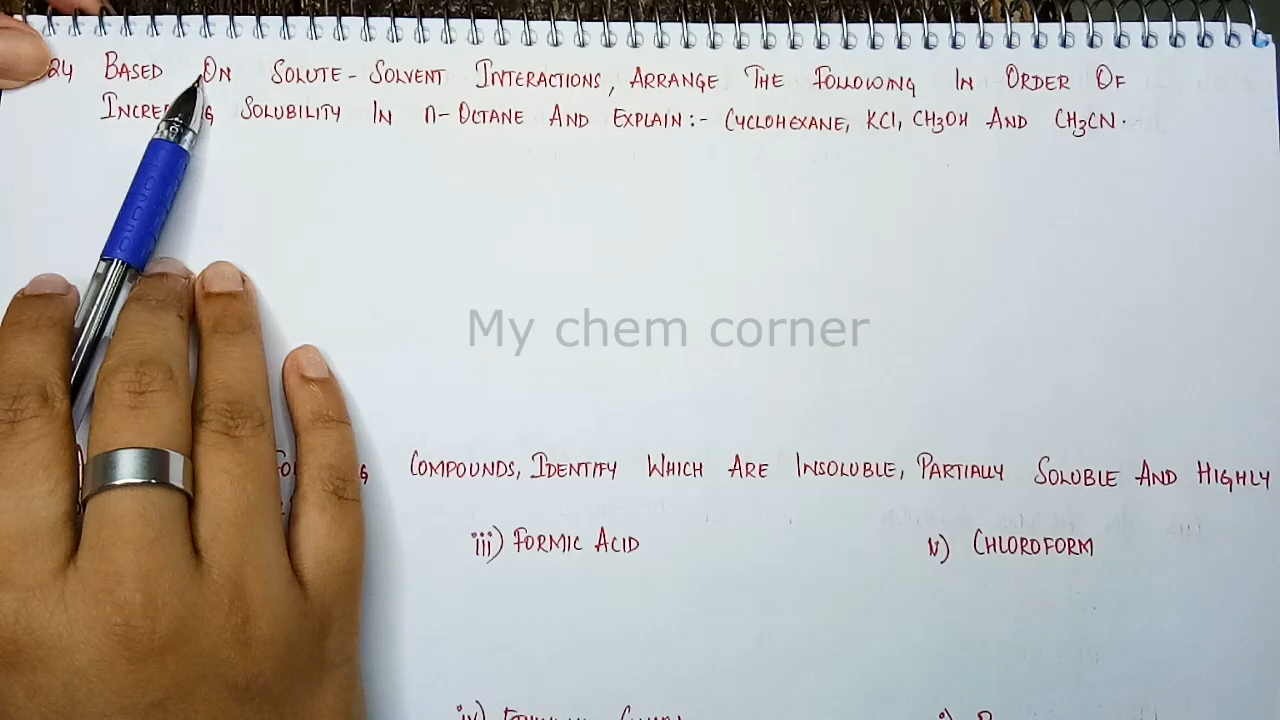 24 BASED ON SOLUTE - SOLVENT INTERACTIONS, ARRANGE THE FOLLOWING IN ORDER OF
SOLUBILITY IN n-OCTANE AND EXPLAIN:- CYCLOHEXANE, KCl, CH3OH AND CH3CN.
My chem corner
COMPOUNDS, IDENTIFY WHICH ARE INSOLUBLE, PARTIALLY SOLUBLE AND HIGHLY
iii) FORMIC ACID v) CHLOROFORM